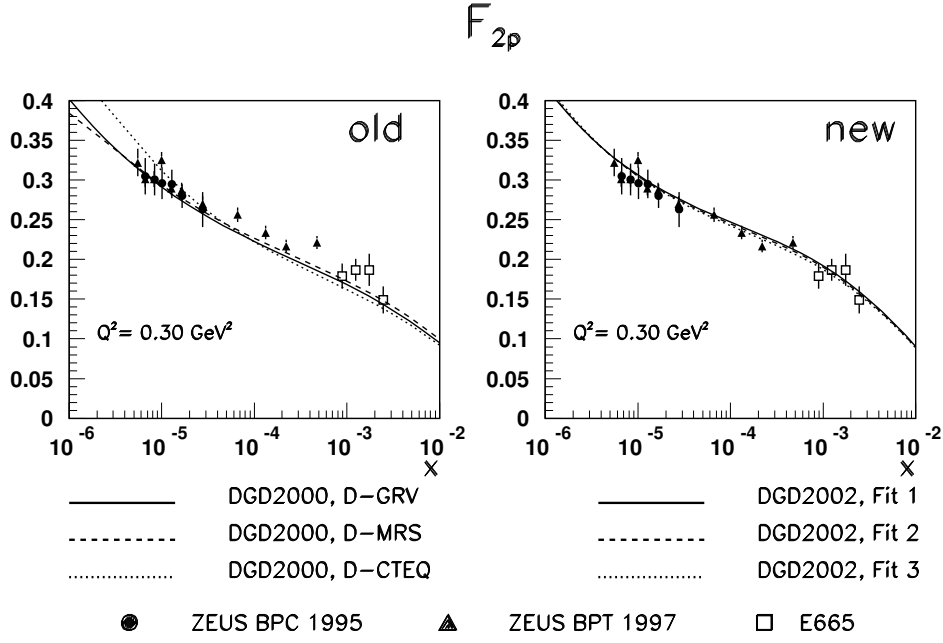 F₂ₚ
old
new
0.4
0.35
0.3
0.25
0.2
0.15
0.1
0.05
0
Q²= 0.30 GeV²
10⁻⁶ 10⁻⁵ 10⁻⁴ 10⁻³ 10⁻²
x
0.4
0.35
0.3
0.25
0.2
0.15
0.1
0.05
0
Q²= 0.30 GeV²
10⁻⁶ 10⁻⁵ 10⁻⁴ 10⁻³ 10⁻²
x
DGD2000, D-GRV
DGD2000, D-MRS
DGD2000, D-CTEQ
DGD2002, Fit 1
DGD2002, Fit 2
DGD2002, Fit 3
ZEUS BPC 1995 ZEUS BPT 1997 E665